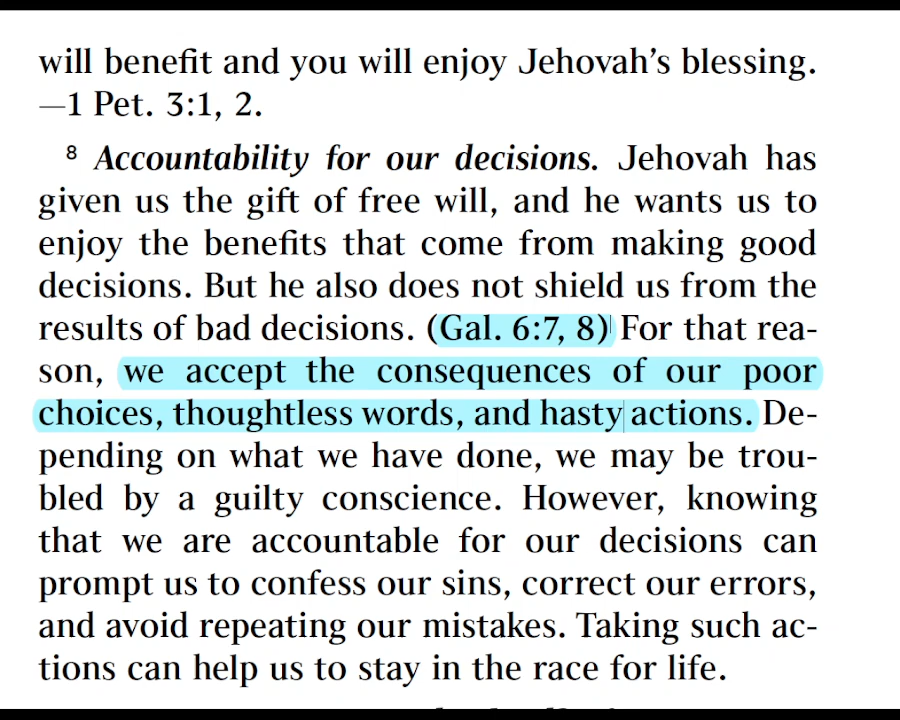 will benefit and you will enjoy Jehovah’s blessing.
—1 Pet. 3:1, 2.
8 Accountability for our decisions. Jehovah has
given us the gift of free will, and he wants us to
enjoy the benefits that come from making good
decisions. But he also does not shield us from the
results of bad decisions. (Gal. 6:7, 8) For that rea-
son, we accept the consequences of our poor
choices, thoughtless words, and hasty actions. De-
pending on what we have done, we may be trou-
bled by a guilty conscience. However, knowing
that we are accountable for our decisions can
prompt us to confess our sins, correct our errors,
and avoid repeating our mistakes. Taking such ac-
tions can help us to stay in the race for life.